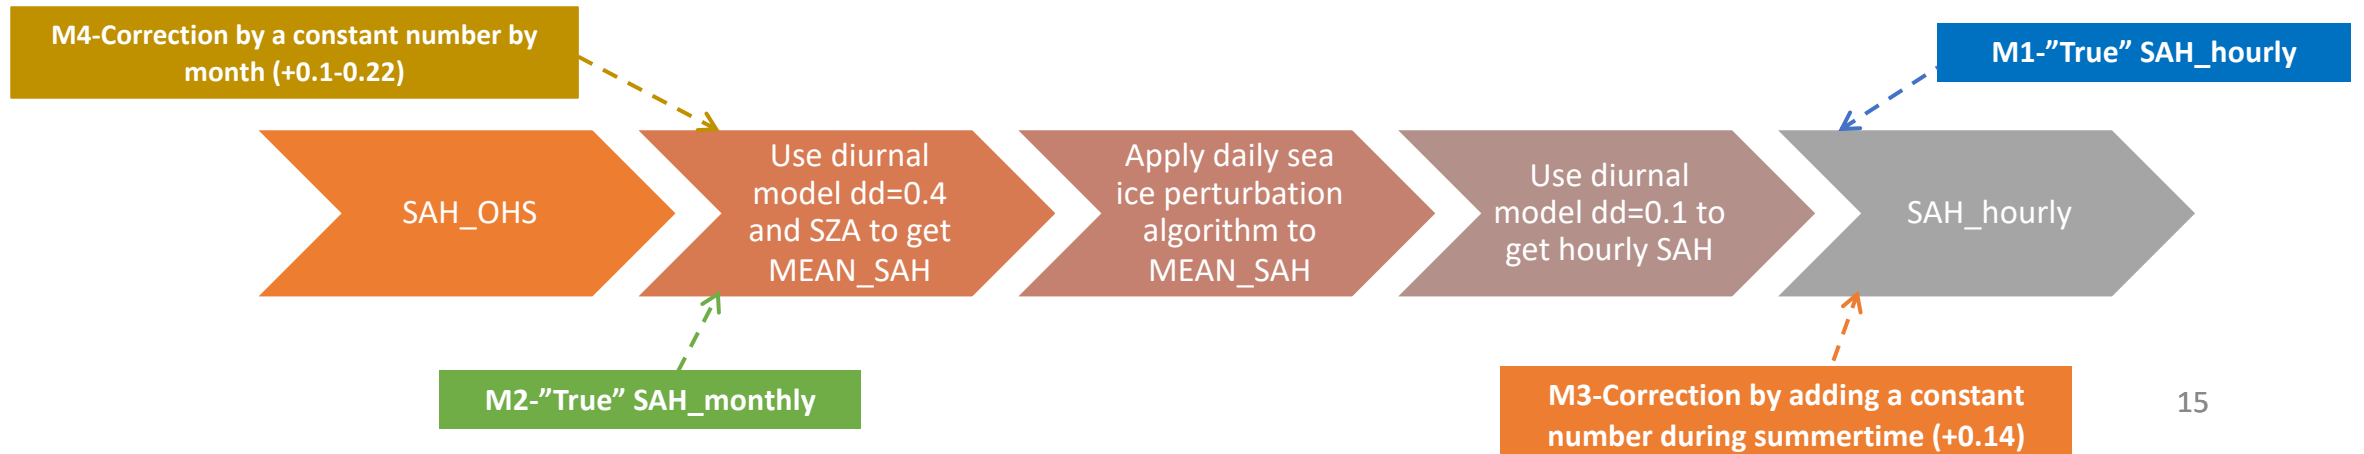 M4-Correction by a constant number by
month (+0.1-0.22)
M1-”True” SAH_hourly
SAH_OHS
Use diurnal
model dd=0.4
and SZA to get
MEAN_SAH
Apply daily sea
ice perturbation
algorithm to
MEAN_SAH
Use diurnal
model dd=0.1 to
get hourly SAH
SAH_hourly
M2-”True” SAH_monthly
M3-Correction by adding a constant
number during summertime (+0.14)
15